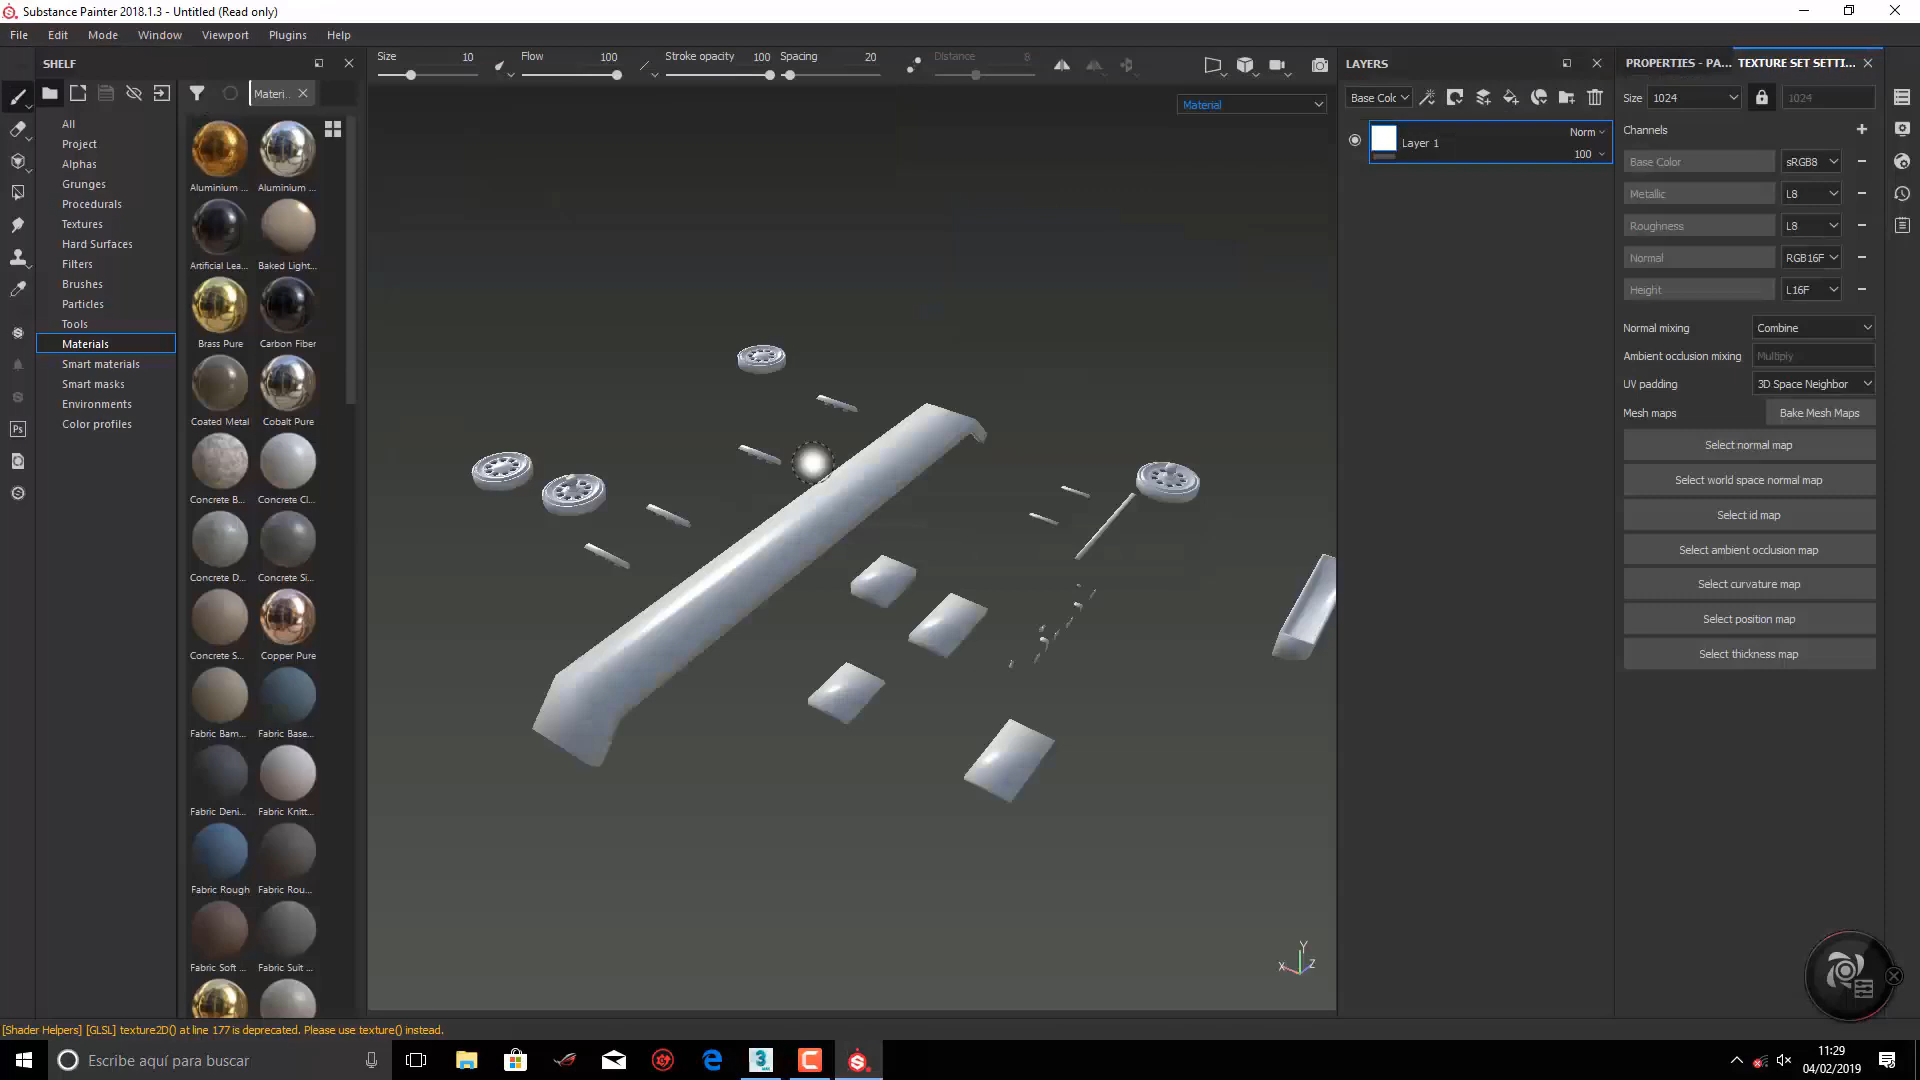 Substance Painter 2018.1.3 - Untitled (Read only)
File Edit Mode Window Viewport Plugins Help
SHELF
Size 10
Flow 100
Stroke opacity 100
Spacing 20
Distance 8
LAYERS
PROPERTIES - PA...
TEXTURE SET SETTI...
Materi...
Material
All
Project
Alphas
Grunges
Procedurals
Textures
Hard Surfaces
Filters
Brushes
Particles
Tools
Materials
Smart materials
Smart masks
Environments
Color profiles
Aluminium ... Aluminium ...
Artificial Lea... Baked Light...
Brass Pure Carbon Fiber
Coated Metal Cobalt Pure
Concrete B... Concrete Cl...
Concrete D... Concrete Si...
Concrete S... Copper Pure
Fabric Bam... Fabric Base...
Fabric Deni... Fabric Knitt...
Fabric Rough Fabric Rou...
Fabric Soft ... Fabric Suit ...
Y
X Z
Base Colc
Layer 1
Norm
100
Size 1024 1024
Channels
Base Color sRGB8
Metallic L8
Roughness L8
Normal RGB16F
Height L16F
Normal mixing Combine
Ambient occlusion mixing Multiply
UV padding 3D Space Neighbor
Mesh maps Bake Mesh Maps
Select normal map
Select world space normal map
Select id map
Select ambient occlusion map
Select curvature map
Select position map
Select thickness map
[Shader Helpers] [GLSL] texture2D() at line 177 is deprecated. Please use texture() instead.
Ps
Escribe aquí para buscar
3
11:29
04/02/2019